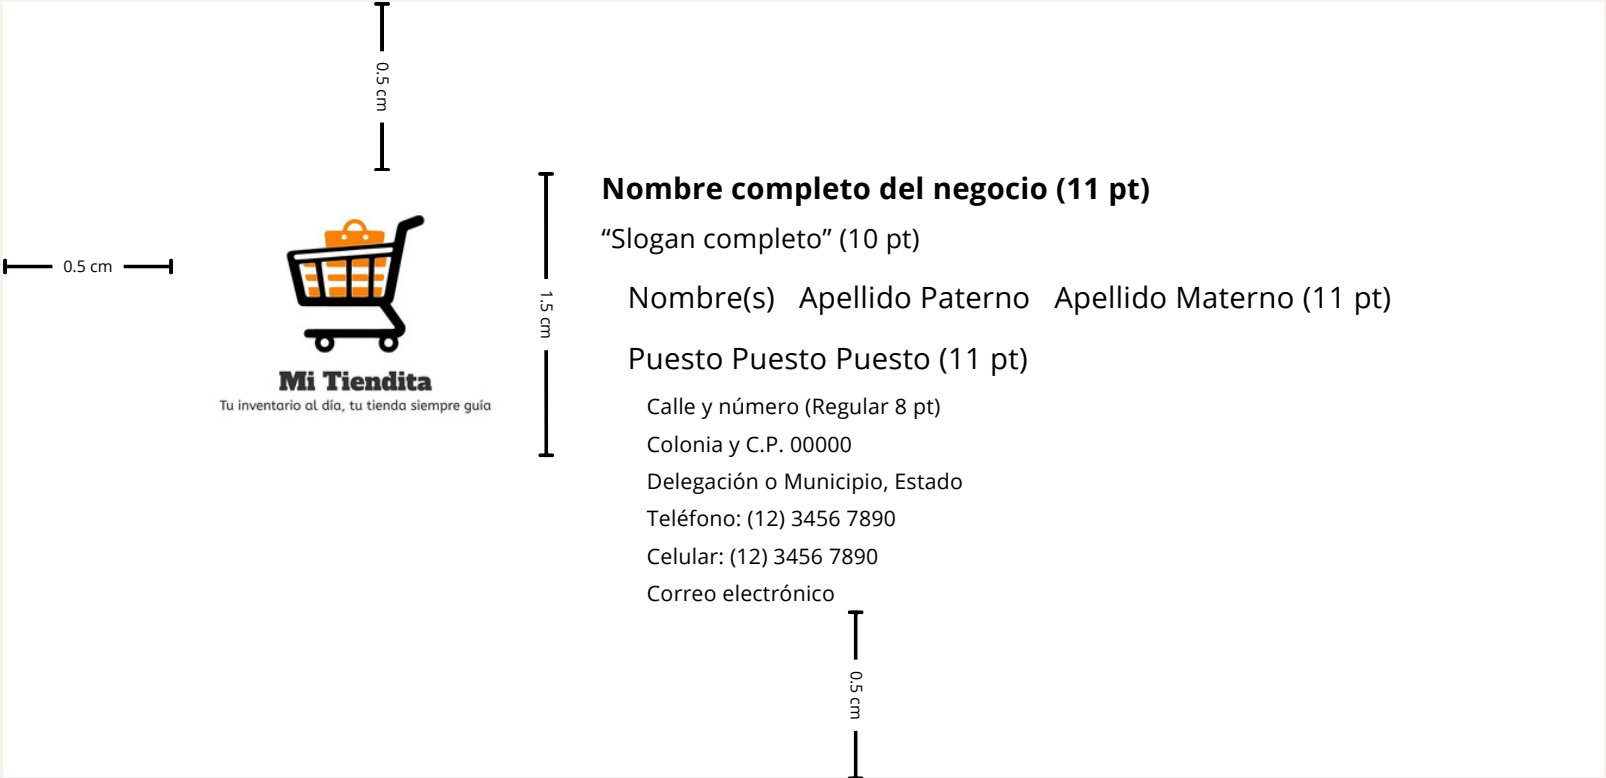 0.5 cm
0.5 cm
1.5 cm
Mi Tiendita
Tu inventario al día, tu tienda siempre guía
Nombre completo del negocio (11 pt)
“Slogan completo” (10 pt)
Nombre(s) Apellido Paterno Apellido Materno (11 pt)
Puesto Puesto Puesto (11 pt)
Calle y número (Regular 8 pt)
Colonia y C.P. 00000
Delegación o Municipio, Estado
Teléfono: (12) 3456 7890
Celular: (12) 3456 7890
Correo electrónico
0.5 cm